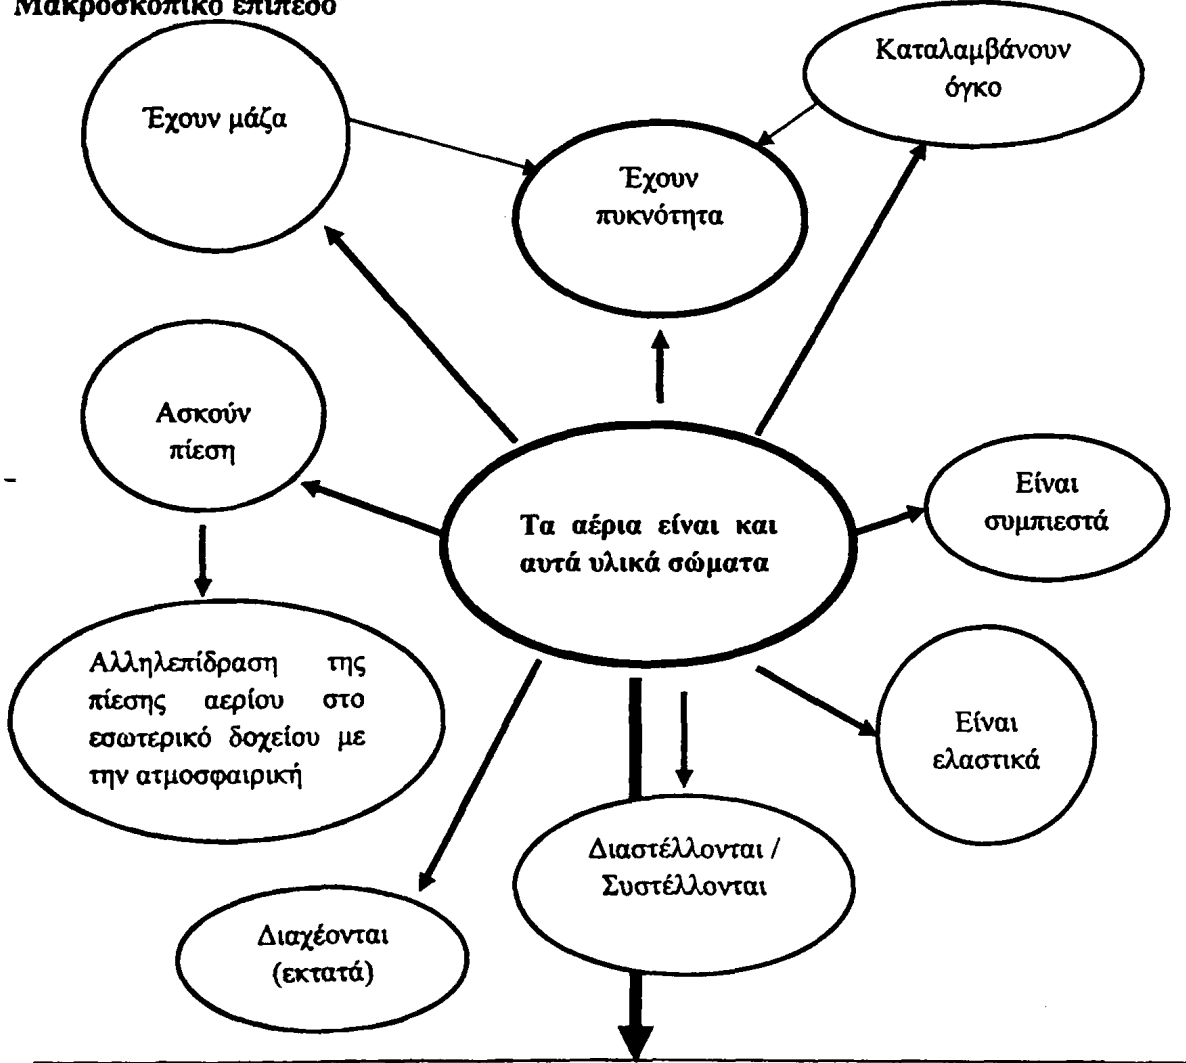 Μακροσκοπικό επίπεδο
Καταλαμβάνουν
όγκο
Έχουν μάζα
Έχουν
πυκνότητα
Ασκούν
πίεση
Είναι
συμπιεστά
Τα αέρια είναι και
αυτά υλικά σώματα
Αλληλεπίδραση της
πίεσης αερίου στο
εσωτερικό δοχείου με
την ατμοσφαιρική
Είναι
ελαστικά
Διαστέλλονται /
Συστέλλονται
Διαχέονται
(εκτατά)